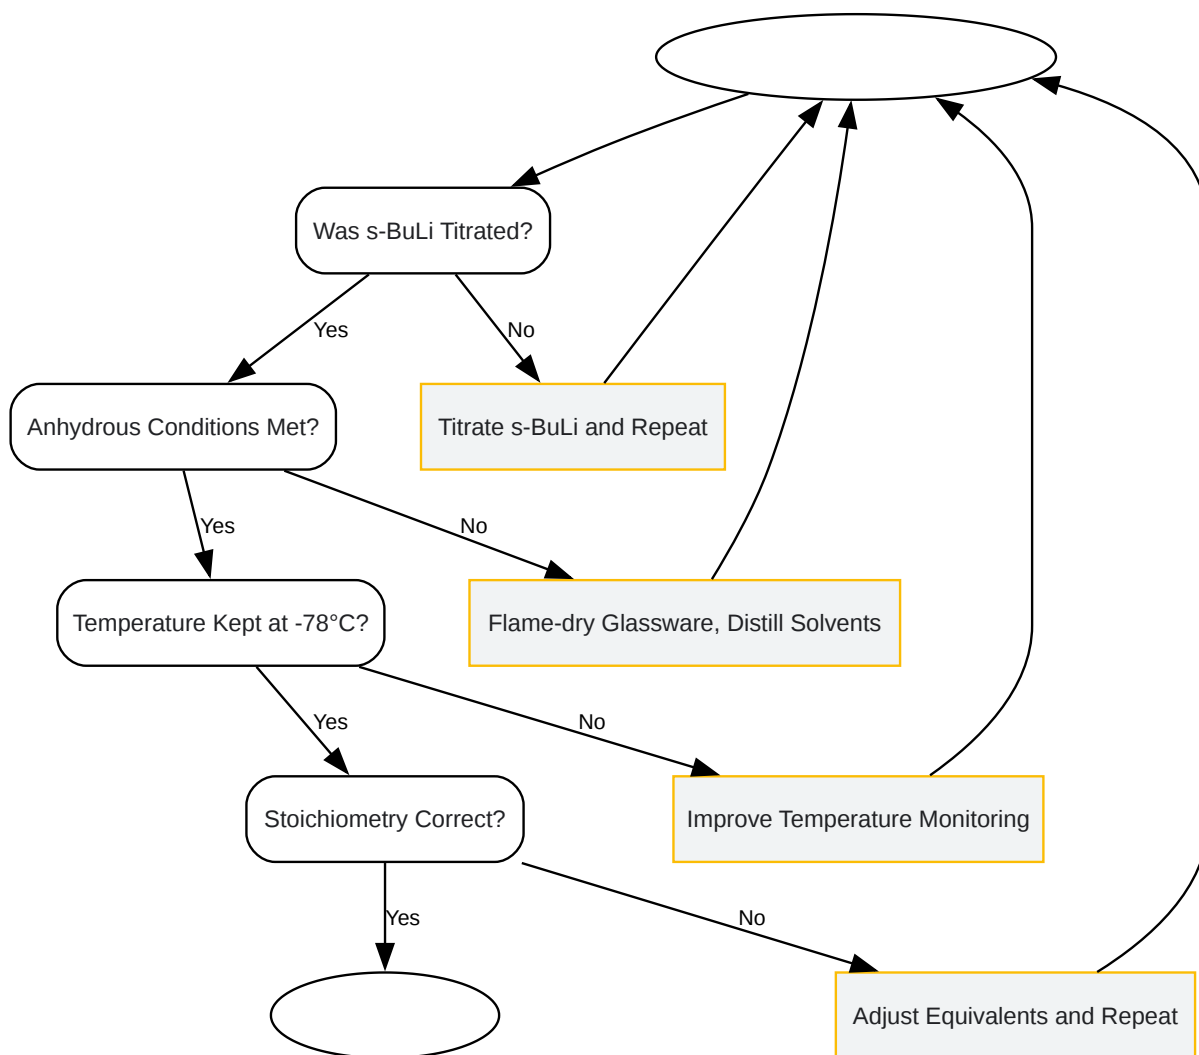 Was s-BuLi Titrated?
Yes
No
Anhydrous Conditions Met?
Titrate s-BuLi and Repeat
Yes
No
Temperature Kept at -78°C?
Flame-dry Glassware, Distill Solvents
Yes
No
Stoichiometry Correct?
Improve Temperature Monitoring
Yes
No
Adjust Equivalents and Repeat